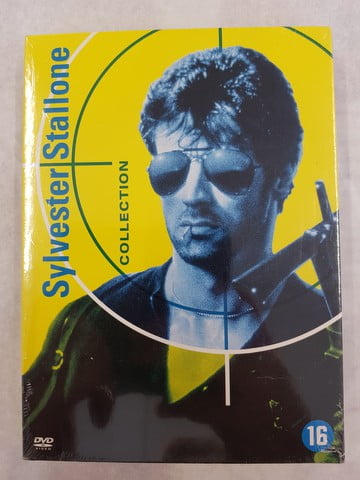 Sylvester Stallone
COLLECTION
DVD
VIDEO
16